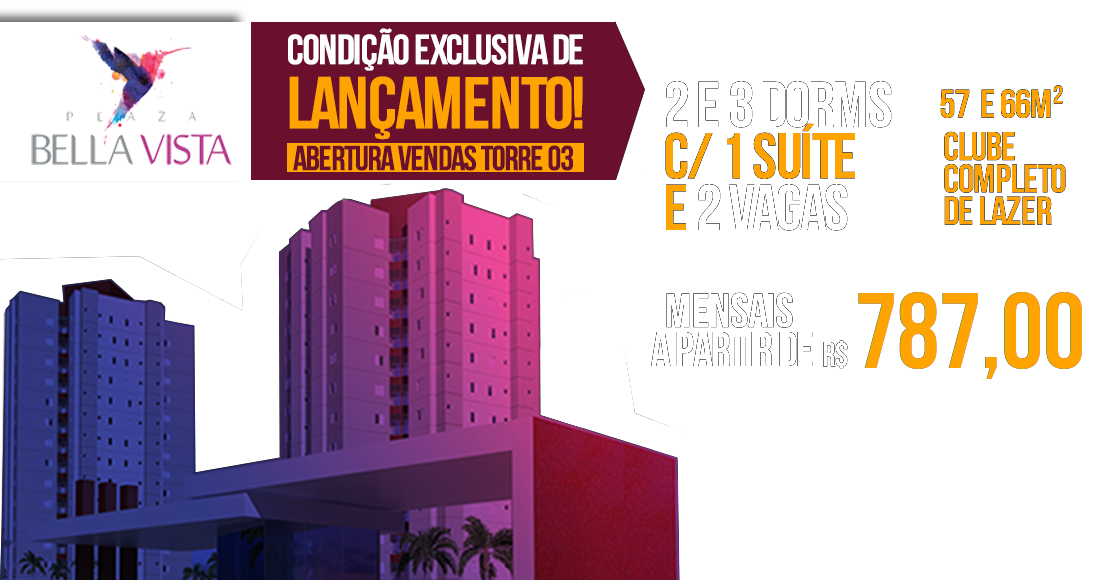 PLAZA
BELLA VISTA
CONDIÇÃO EXCLUSIVA DE
LANÇAMENTO!
ABERTURA VENDAS TORRE 03
2 E 3 DORMS
C/ 1 SUÍTE
E 2 VAGAS
57 E 66M²
CLUBE
COMPLETO
DE LAZER
MENSAIS
A PARTIR DE R$ 787,00